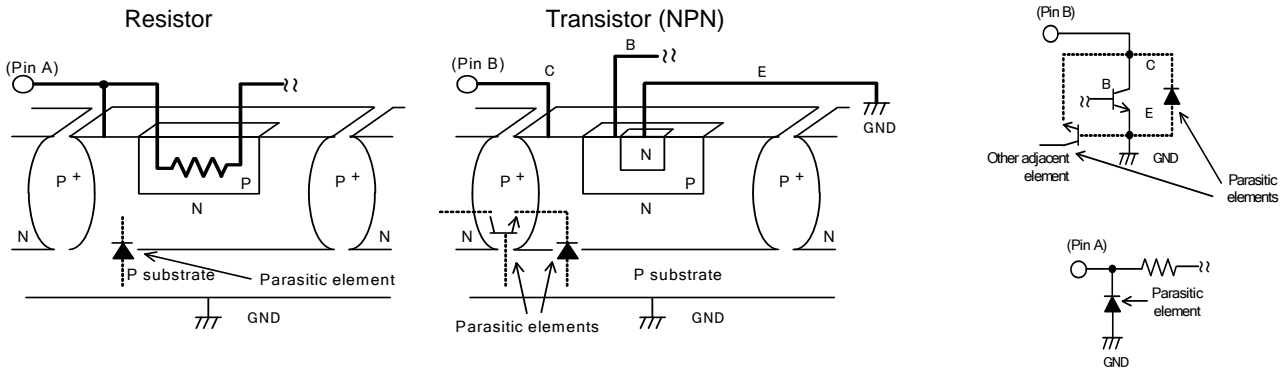 Resistor
Transistor (NPN)
(Pin A)
(Pin B)
C
B
E
GND
P +
P +
P
N
N
N
P substrate
Parasitic element
GND
P +
P +
N
P
N
N
N
P substrate
Parasitic elements
GND
(Pin B)
C
B
E
GND
Other adjacent
element
Parasitic
elements
(Pin A)
Parasitic
element
GND